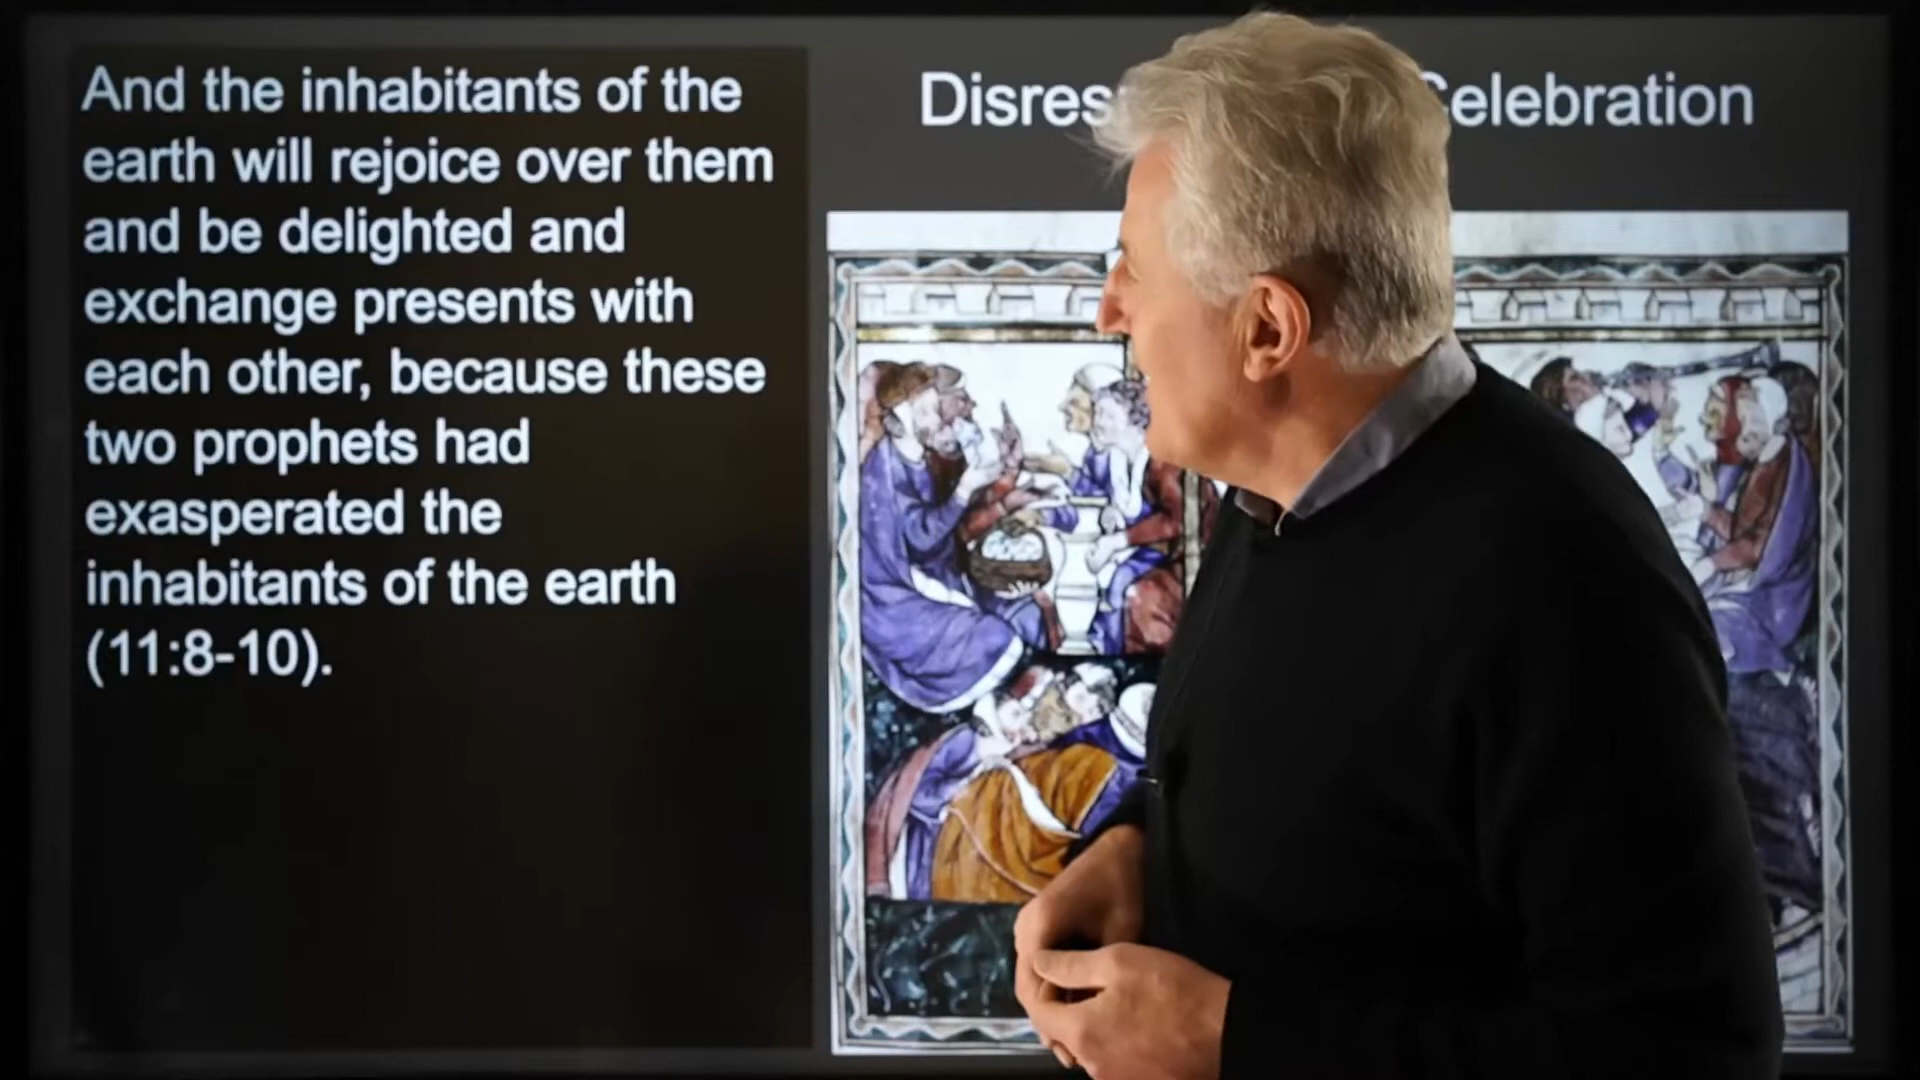 And the inhabitants of the
earth will rejoice over them
and be delighted and
exchange presents with
each other, because these
two prophets had
exasperated the
inhabitants of the earth
(11:8-10).
Celebration